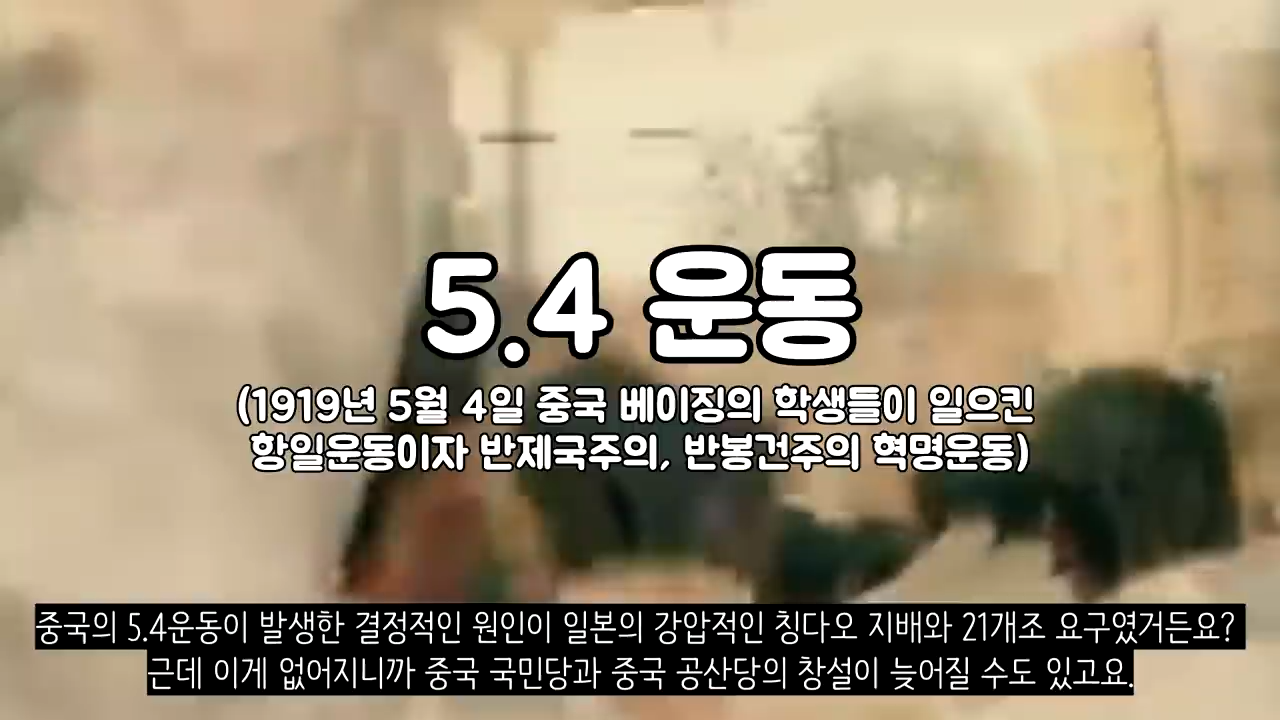 5.4 운동
(1919년 5월 4일 중국 베이징의 학생들이 일으킨
항일운동이자 반제국주의, 반봉건주의 혁명운동)
중국의 5.4운동이 발생한 결정적인 원인이 일본의 강압적인 칭다오 지배와 21개조 요구였거든요?
근데 이게 없어지니까 중국 국민당과 중국 공산당의 창설이 늦어질 수도 있고요.